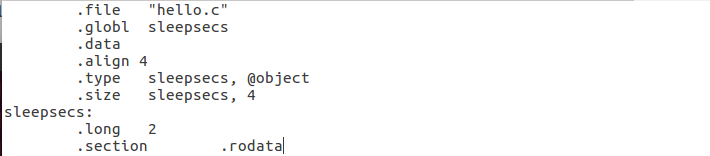 .file "hello.c"
.globl sleepsecs
.data
.align 4
.type sleepsecs, @object
.size sleepsecs, 4
sleepsecs:
.long 2
.section .rodata